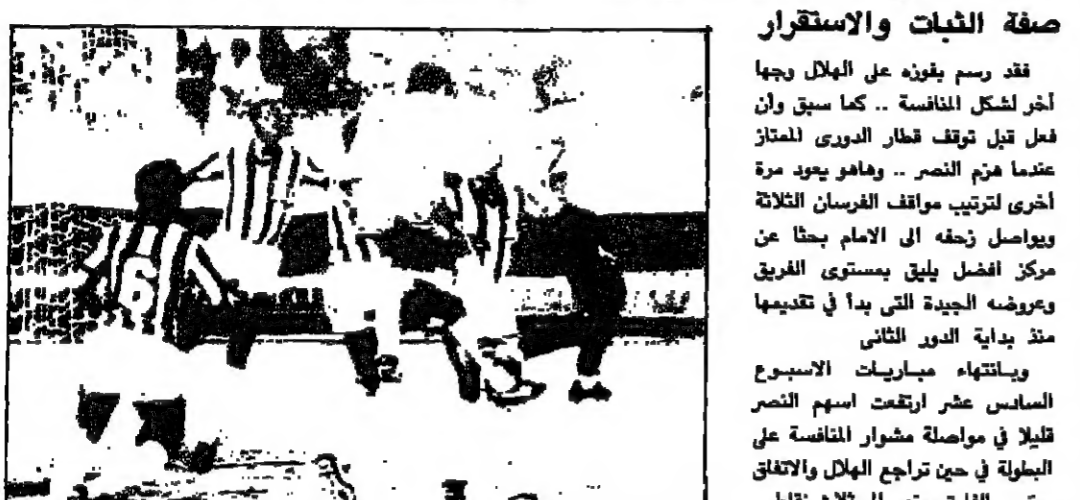 صفة الثبات والاستقرار
فقد رسم بفوزه على الهلال وجها
أخر لشكل المنافسة .. كما سبق وأن
فعل قبل توقف قطار الدورى الممتاز
عندما هزم النصر .. وهاهو يعود مرة
أخرى لترتيب مواقف الفرسان الثلاثة
ويواصل زحفه الى الامام بحثا عن
مركز افضل يليق بمستوى الفريق
وعروضه الجيدة التى بدأ في تقديمها
منذ بداية الدور الثانى
وبانتهاء مباريات الاسبوع
السادس عشر ارتفعت اسهم النصر
قليلا في مواصلة مشوار المنافسة على
البطولة في حين تراجع الهلال والاتفاق